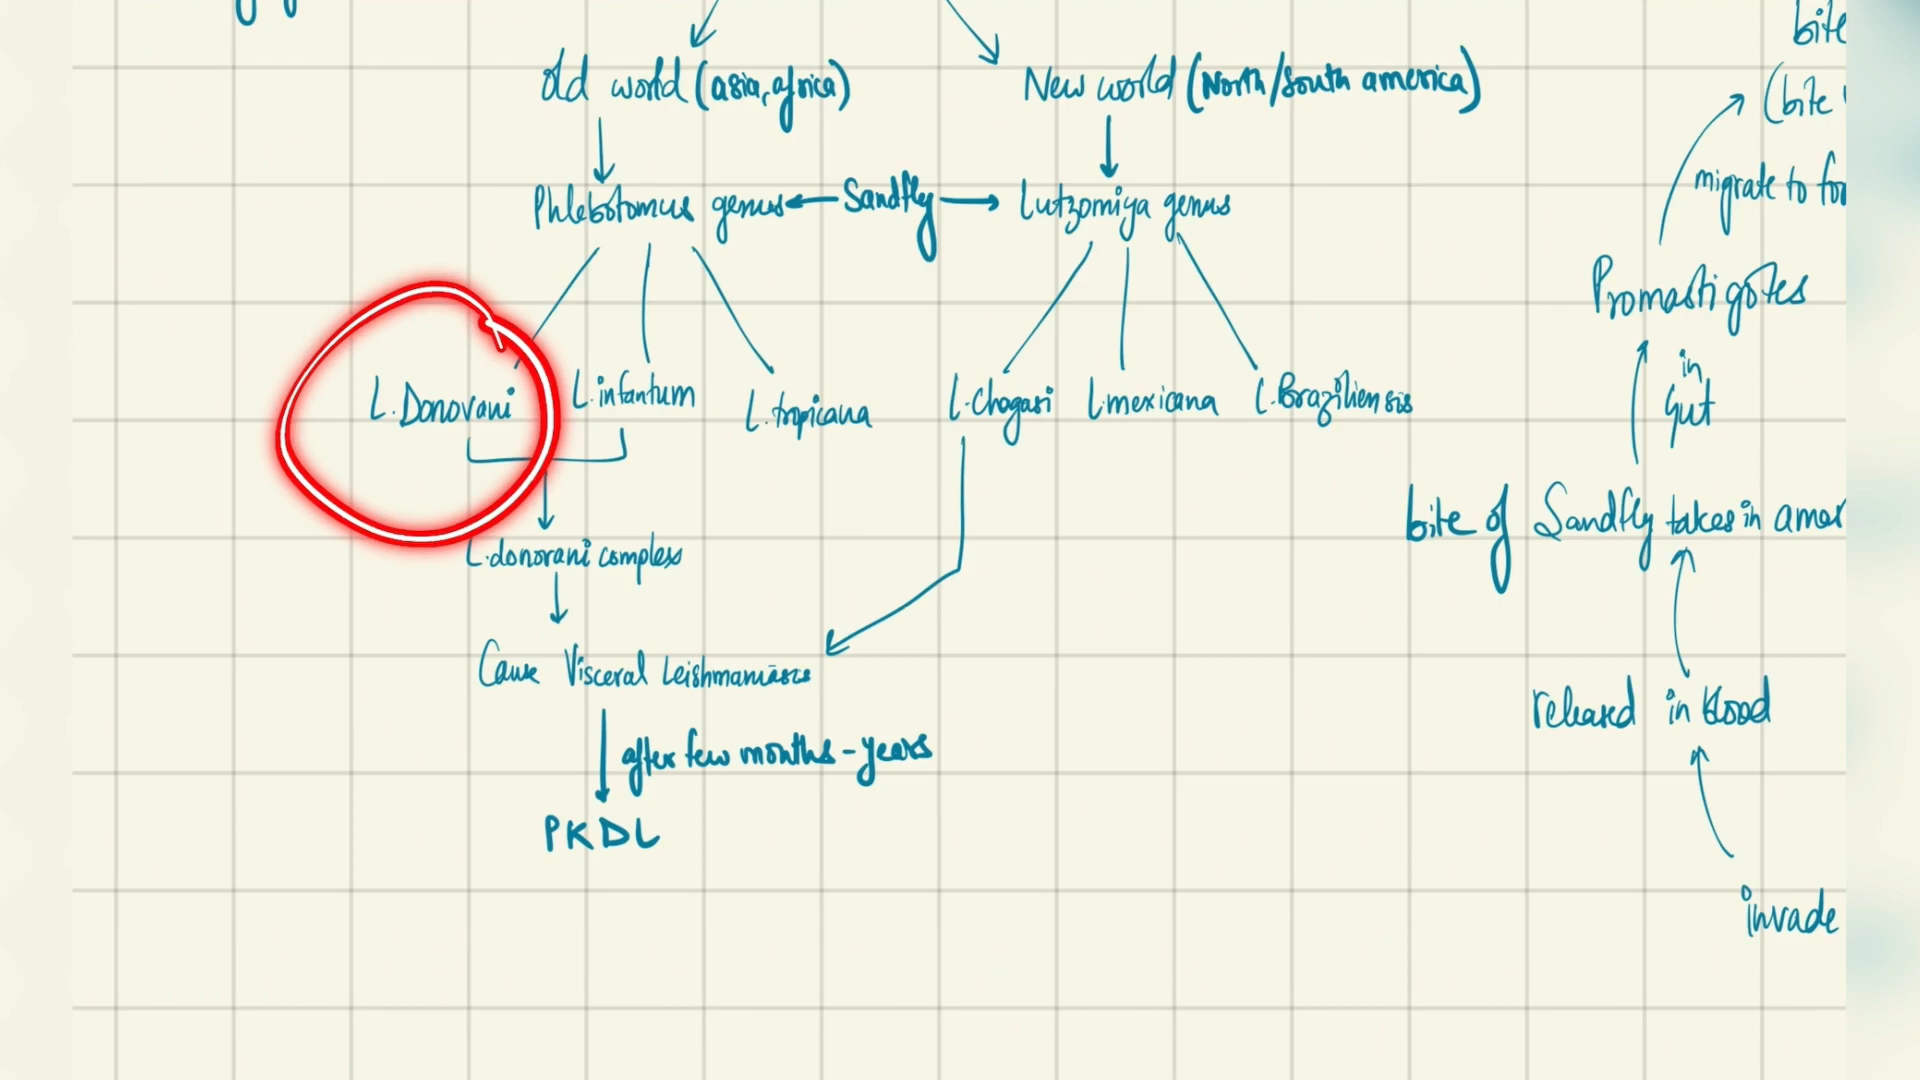 Old world (asia, africa)
New world (North/South america)
Phlebotomus genus
Sandfly
Lutzomiya genus
L. Donovani
L. infantum
L. tropicana
L. Chagasi
L. mexicana
L. Braziliensis
L. donovani complex
Cause Visceral Leishmaniasis
after few months - years
PKDL
bite
(bite
migrate to
Promastigotes
in
Gut
bite of Sandfly takes in
released in blood
invade